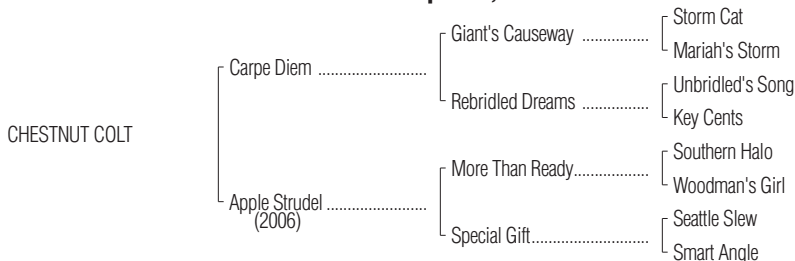 Storm Cat
Giant's Causeway ................
Mariah's Storm
Carpe Diem ..........................
Unbridled's Song
Rebridled Dreams ................
Key Cents
CHESTNUT COLT
Southern Halo
More Than Ready..................
Woodman's Girl
Apple Strudel ........................
(2006)
Seattle Slew
Special Gift............................
Smart Angle